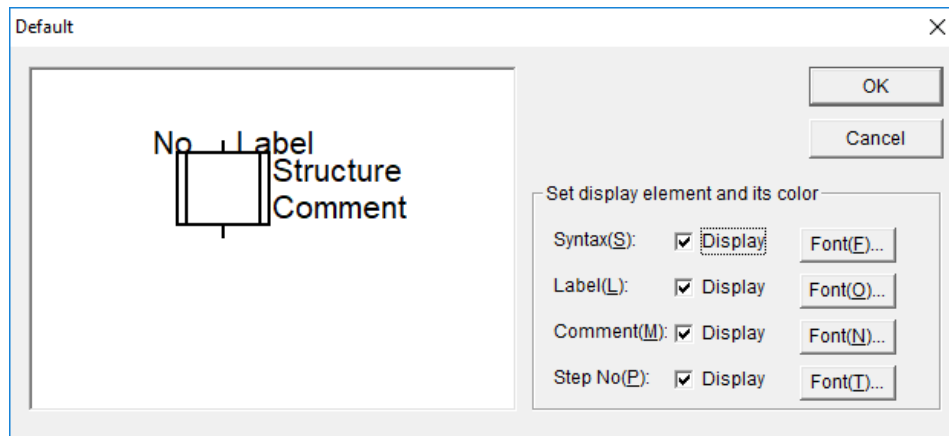 Default
No Label
Structure
Comment
OK
Cancel
Set display element and its color
Syntax(S): Display Font(F)...
Label(L): Display Font(O)...
Comment(M): Display Font(N)...
Step No(P): Display Font(T)...